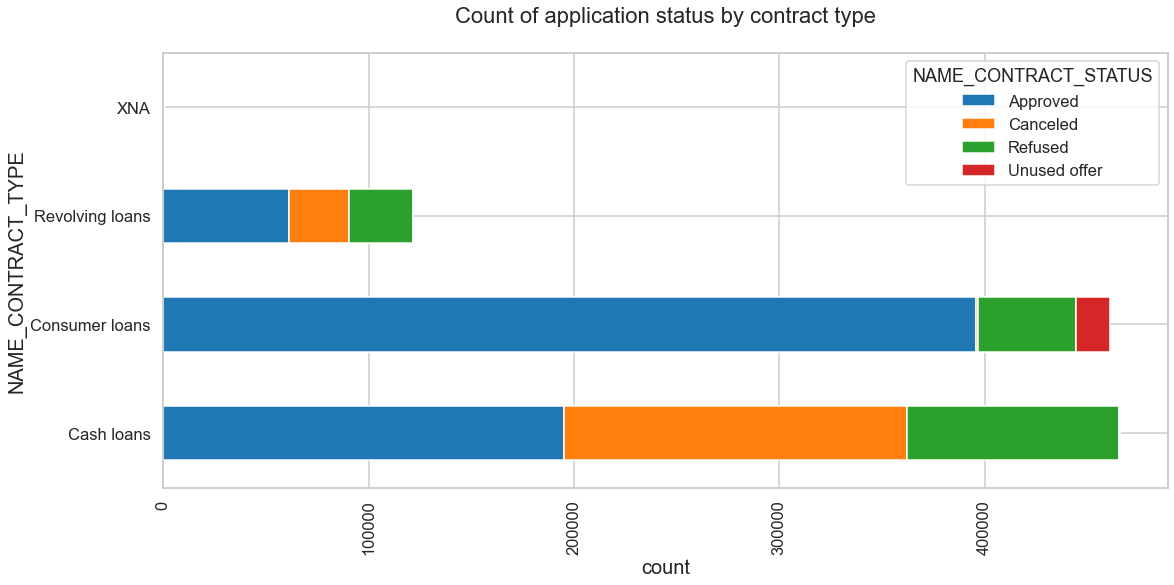 Count of application status by contract type
NAME_CONTRACT_STATUS
Approved
Canceled
Refused
Unused offer
NAME_CONTRACT_TYPE
XNA
Revolving loans
Consumer loans
Cash loans
0
100000
200000
300000
400000
count